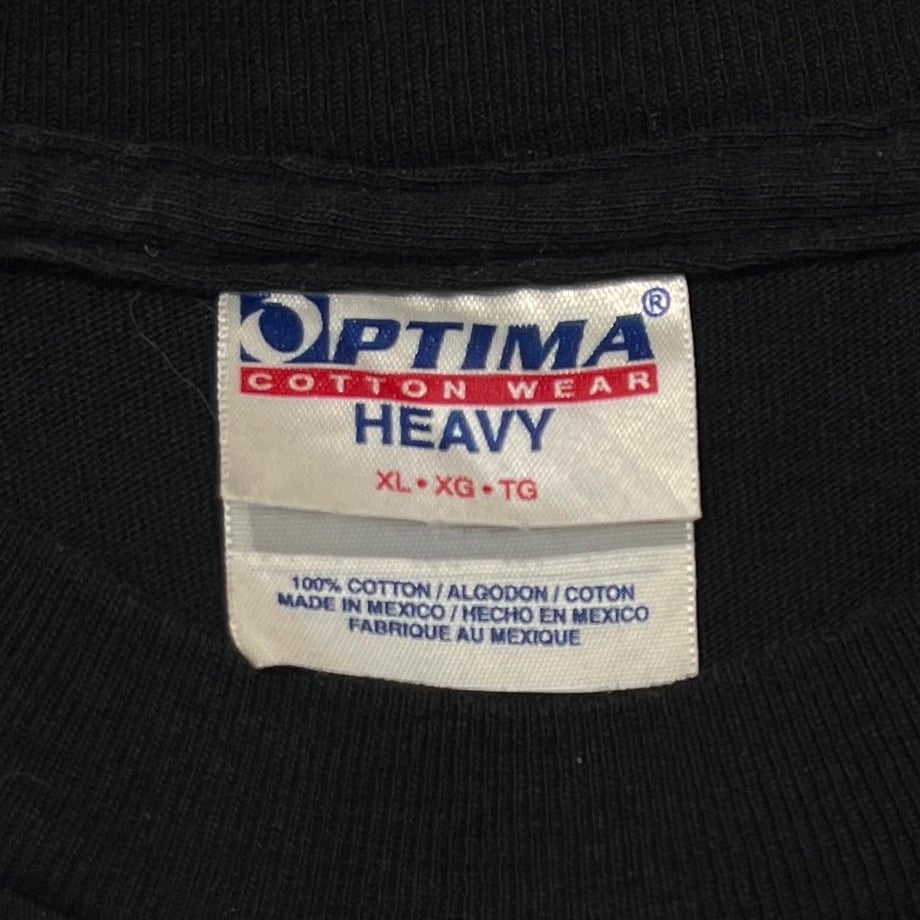 OPTIMA ®
COTTON WEAR
HEAVY
XL • XG • TG
100% COTTON / ALGODON / COTON
MADE IN MEXICO / HECHO EN MEXICO
FABRIQUE AU MEXIQUE